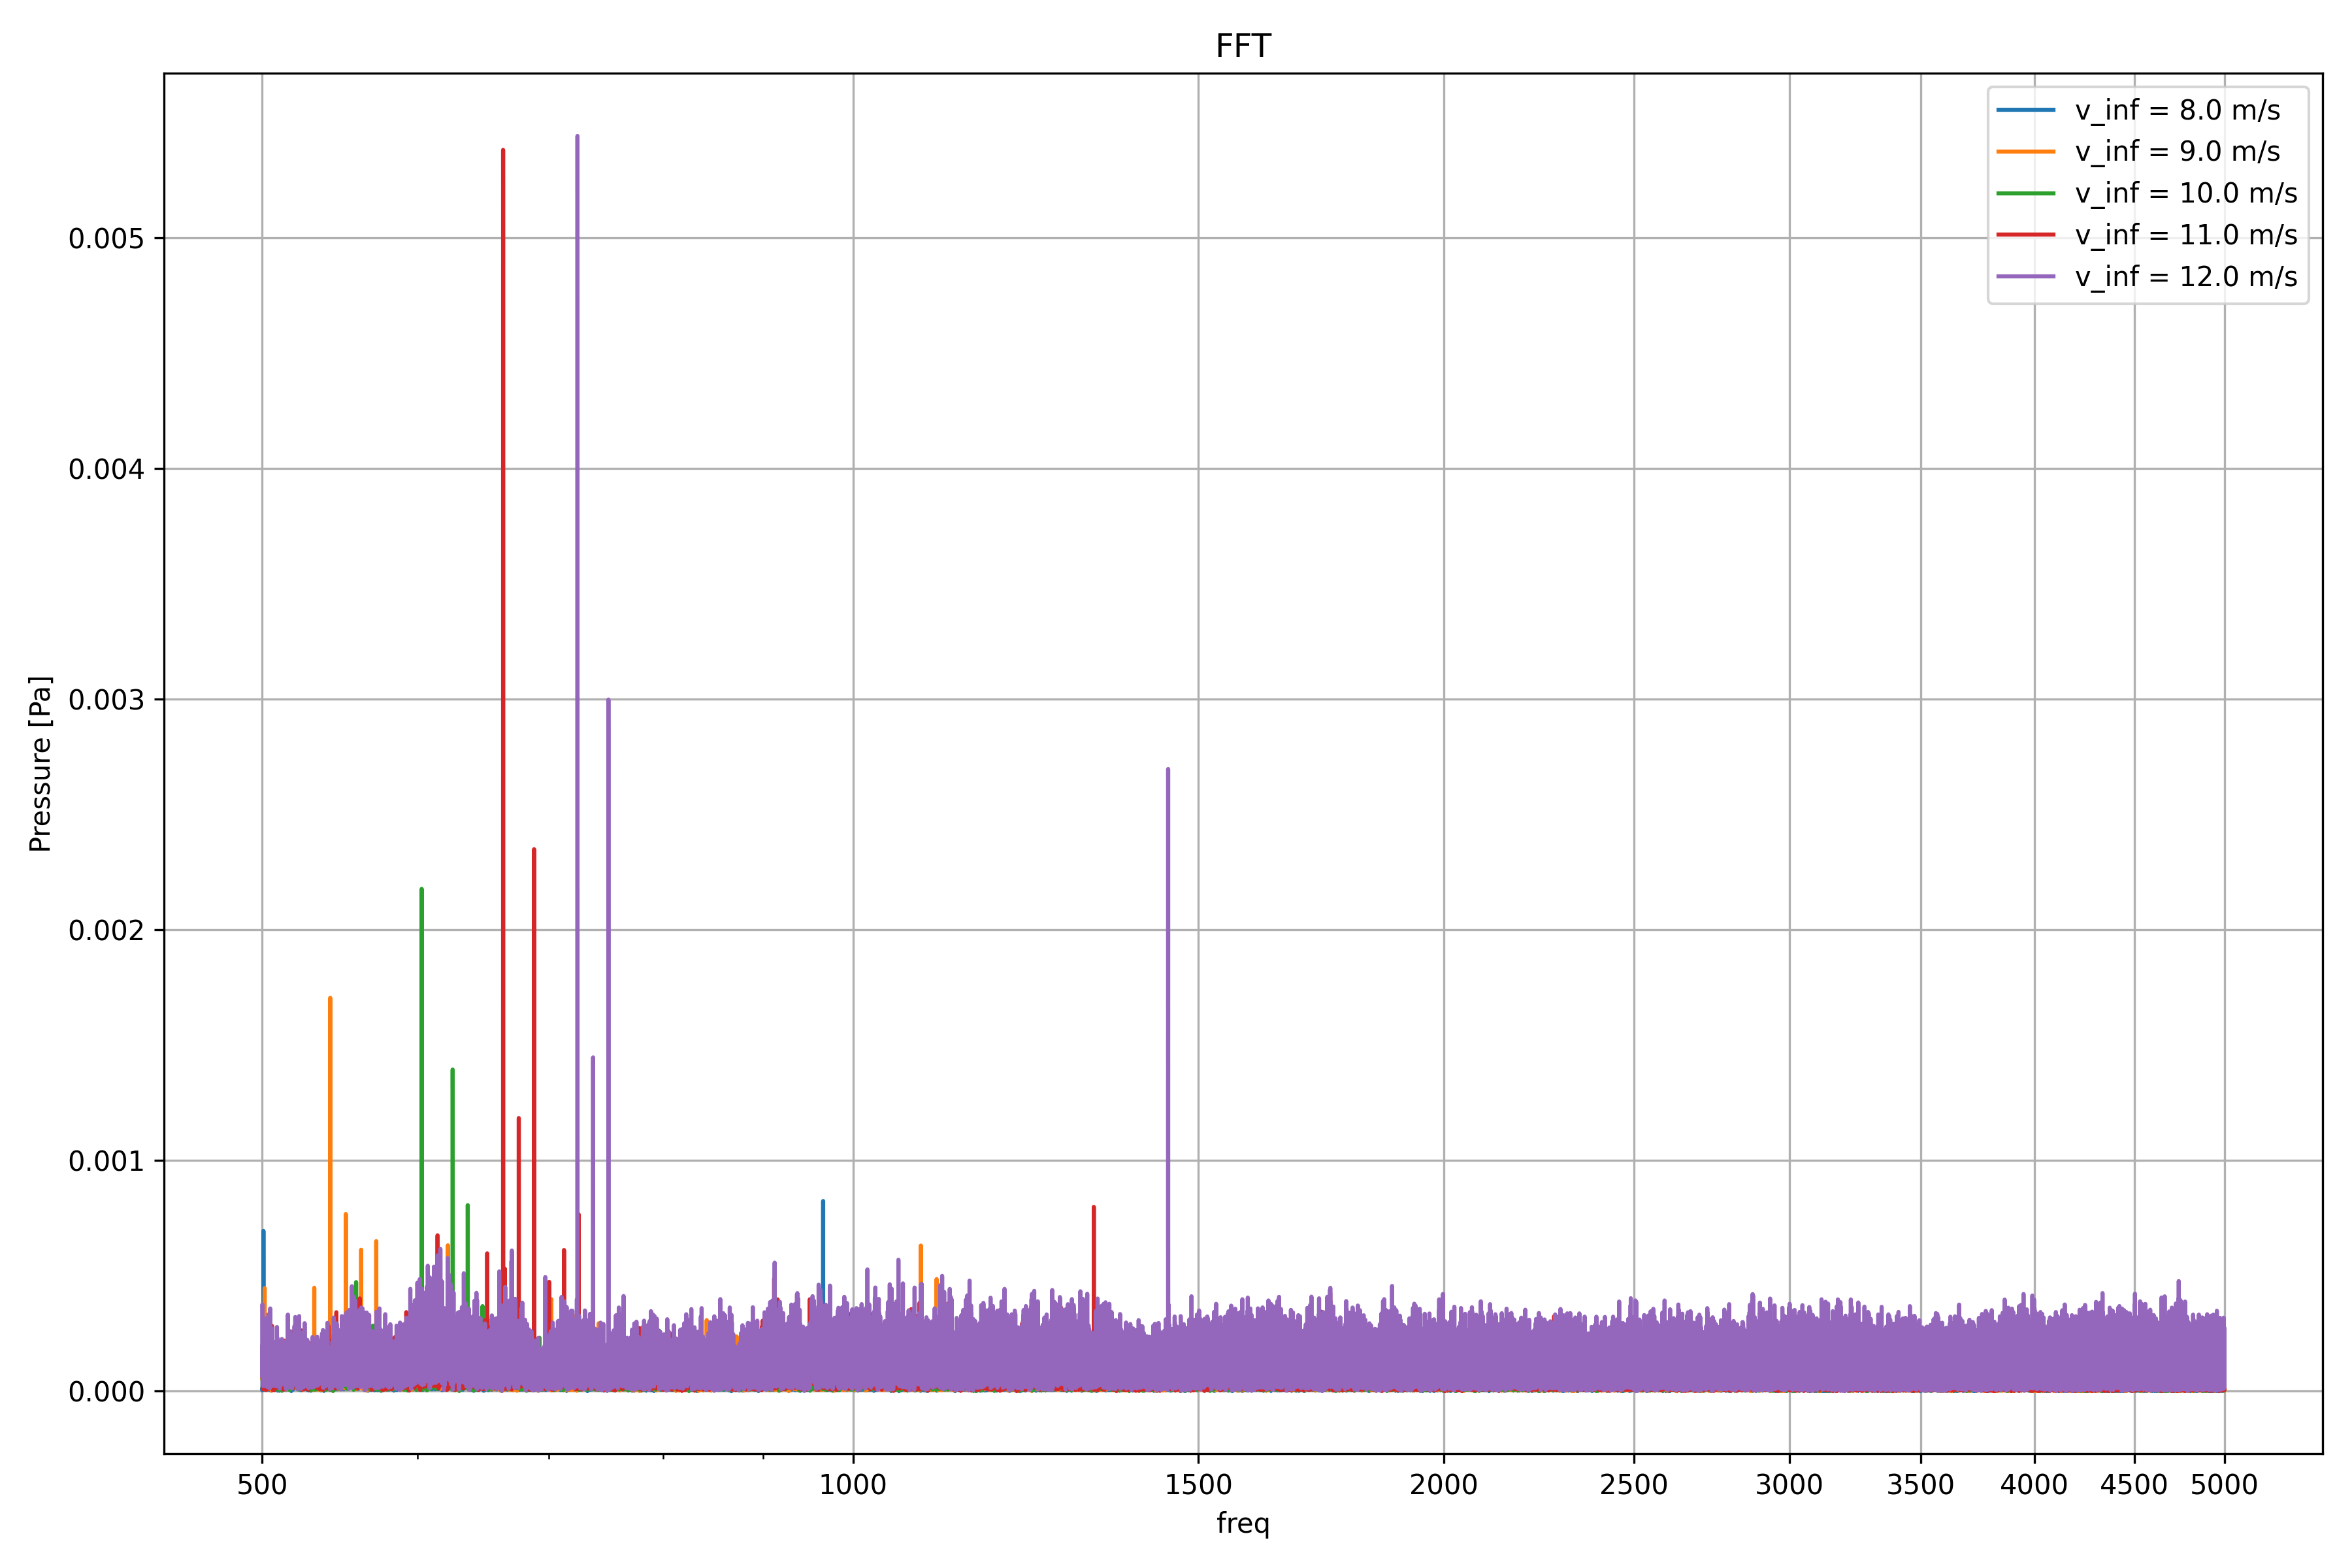 FFT
v_inf = 8.0 m/s
v_inf = 9.0 m/s
v_inf = 10.0 m/s
v_inf = 11.0 m/s
v_inf = 12.0 m/s
Pressure [Pa]
0.005
0.004
0.003
0.002
0.001
0.000
500 1000 1500 2000 2500 3000 3500 4000 4500 5000
freq